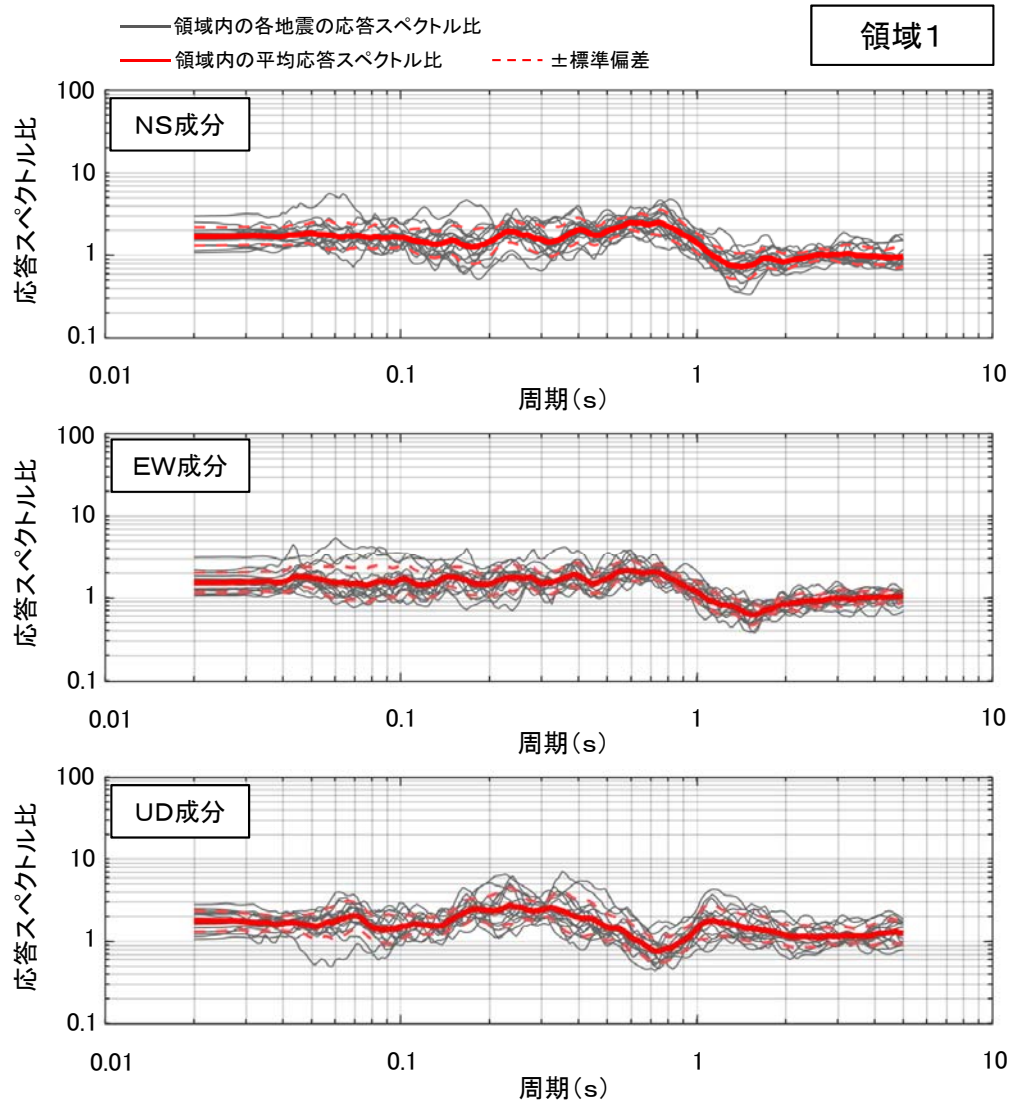 領域内の各地震の応答スペクトル比
領域内の平均応答スペクトル比 ±標準偏差
領域1
NS成分
応答スペクトル比
100
10
1
0.1
0.01 0.1 1 10
周期(s)
EW成分
応答スペクトル比
100
10
1
0.1
0.01 0.1 1 10
周期(s)
UD成分
応答スペクトル比
100
10
1
0.1
0.01 0.1 1 10
周期(s)